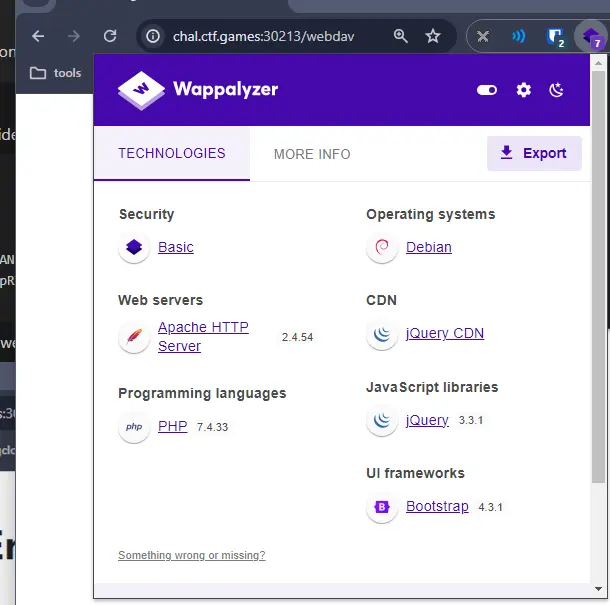 chal.ctf.games:30213/webdav
2
7
tools
Wappalyzer
TECHNOLOGIES
MORE INFO
Export
Security
Basic
Web servers
Apache HTTP
Server
2.4.54
Programming languages
php
PHP
7.4.33
Something wrong or missing?
Operating systems
Debian
CDN
jQuery CDN
JavaScript libraries
jQuery
3.3.1
UI frameworks
B
Bootstrap
4.3.1